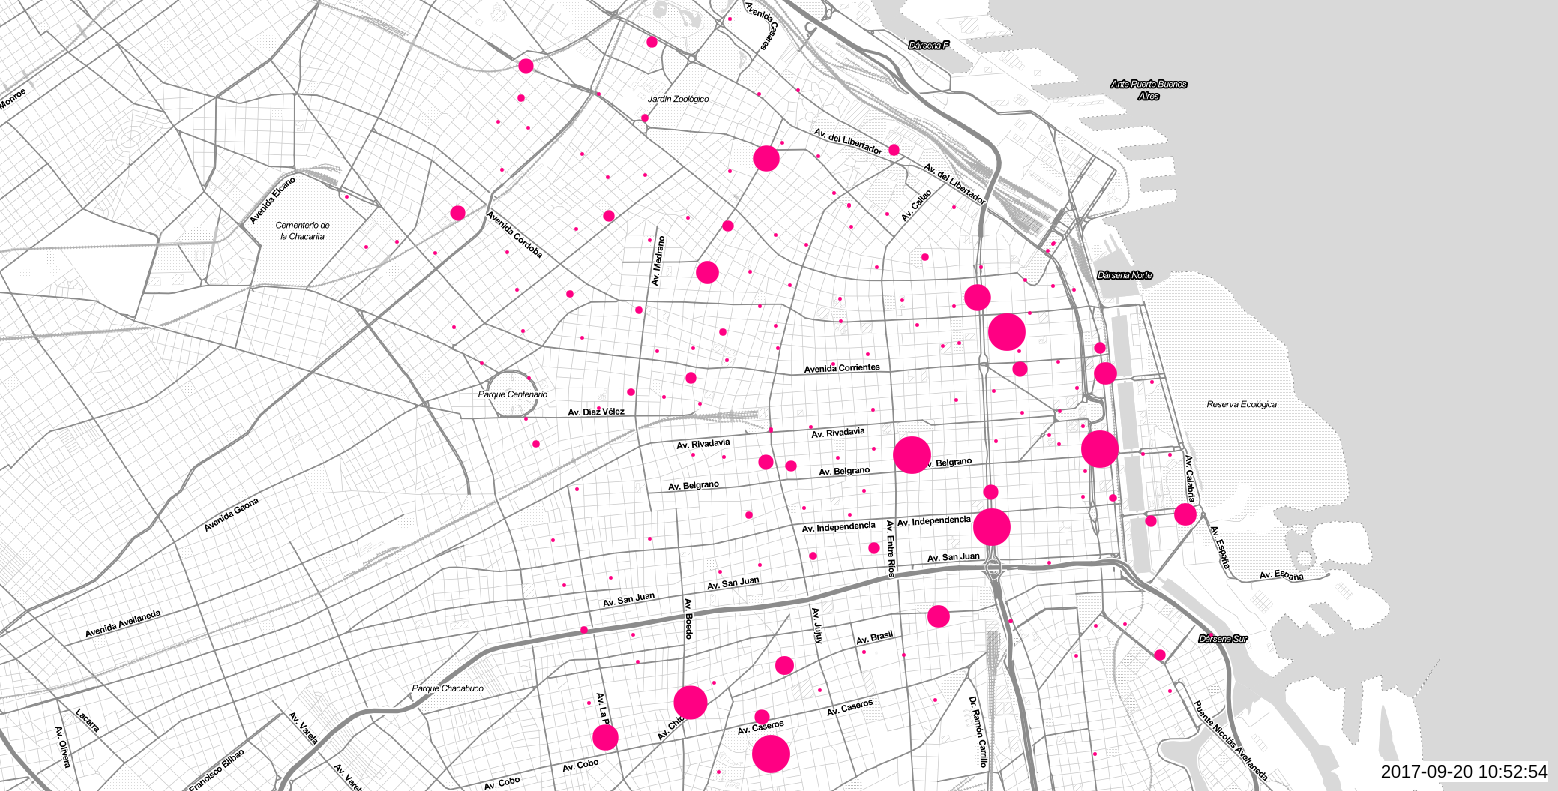 Avenida Casares
Dársena F
Ante Puerto Buenos
Aires
Monroe
Jardín Zoológico
Av. del Libertador
Av. del Libertador
Avenida Elcano
Av. Callao
Cementerio de
la Chacarita
Avenida Córdoba
Av. Medrano
Dársena Norte
Avenida Corrientes
Parque Centenario
Reserva Ecológica
Av. Díaz Vélez
Av. Rivadavia
Av. Rivadavia
Av. Belgrano
Av. Belgrano
Av. Belgrano
Av. Calabria
Avenida Gaona
Av. Independencia
Av. Independencia
Av. Entre Ríos
Av. España
Av. San Juan
Av. España
Av. San Juan
Av. San Juan
Avenida Avellaneda
Av. Boedo
Av. Jujuy
Av. Brasil
Dársena Sur
Parque Chacabuco
Av. La P
Av. Chic
Av. Caseros
Av. Caseros
Dr. Ramón Carrillo
Puente Nicolás Avellaneda
Lacarra
Av. Olivera
Av. Varela
Av. Varel
Francisco Bilbao
Av. Cobo
Av. Cobo
2017-09-20 10:52:54